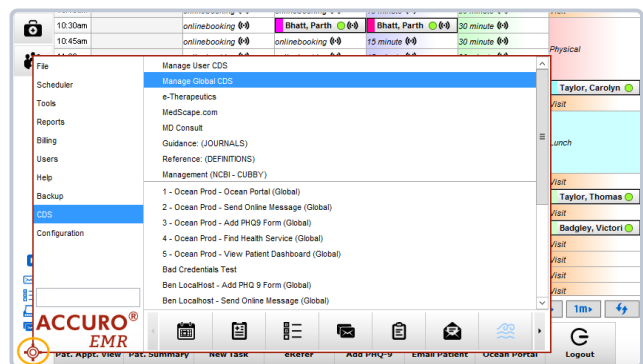 10:30am onlinebooking Bhatt, Parth Bhatt, Parth 30 minute
10:45am onlinebooking onlinebooking 15 minute 30 minute
Physical
File
Scheduler
Tools
Reports
Billing
Users
Help
Backup
CDS
Configuration
Manage User CDS
Manage Global CDS
e-Therapeutics
MedScape.com
MD Consult
Guidance: (JOURNALS)
Reference: (DEFINITIONS)
Management (NCBI - CUBBY)
1 - Ocean Prod - Ocean Portal (Global)
2 - Ocean Prod - Send Online Message (Global)
3 - Ocean Prod - Add PHQ9 Form (Global)
4 - Ocean Prod - Find Health Service (Global)
5 - Ocean Prod - View Patient Dashboard (Global)
Bad Credentials Test
Ben LocalHost - Add PHQ 9 Form (Global)
Ben Localhost - Send Online Message (Global)
Taylor, Carolyn
Visit
Lunch
Visit
Taylor, Thomas
Visit
Badgley, Victori
Visit
Visit
Visit
Visit
1m
ACCURO®
EMR
Pat. Appt. View Pat. Summary New Task eRefer Add PHQ-9 Email Patient Ocean Portal Logout